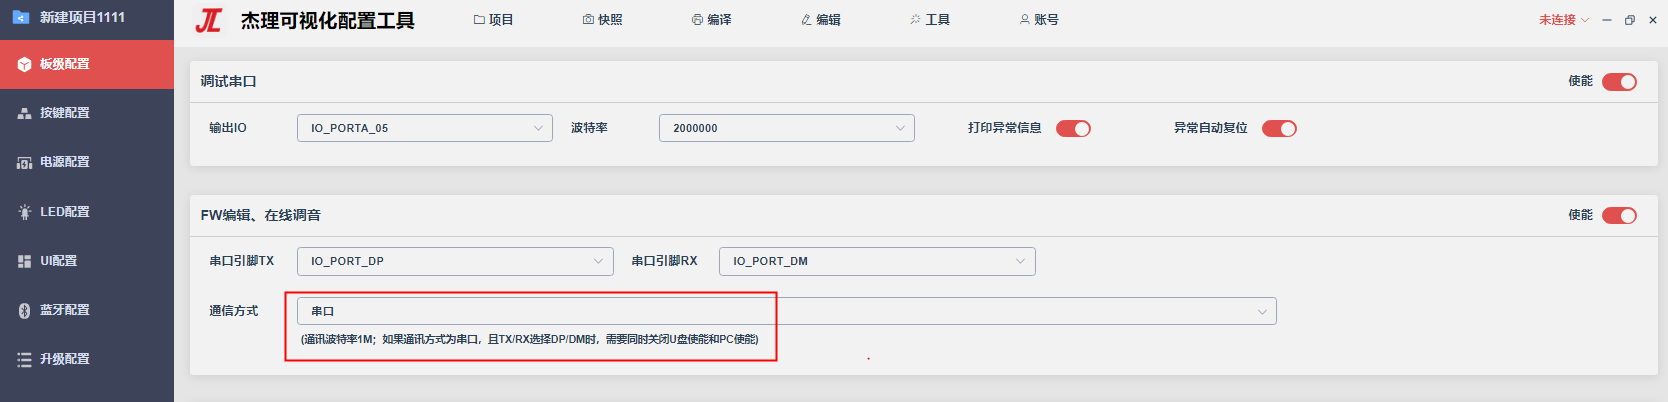 新建项目1111
JL 杰理可视化配置工具 项目 快照 编译 编辑 工具 账号 未连接
板级配置
按键配置
电源配置
LED配置
UI配置
蓝牙配置
升级配置
调试串口 使能
输出IO IO_PORTA_05 波特率 2000000 打印异常信息 异常自动复位
FW编辑、在线调音 使能
串口引脚TX IO_PORT_DP 串口引脚RX IO_PORT_DM
通信方式 串口
(通讯波特率1M；如果通讯方式为串口，且TX/RX选择DP/DM时，需要同时关闭U盘使能和PC使能)